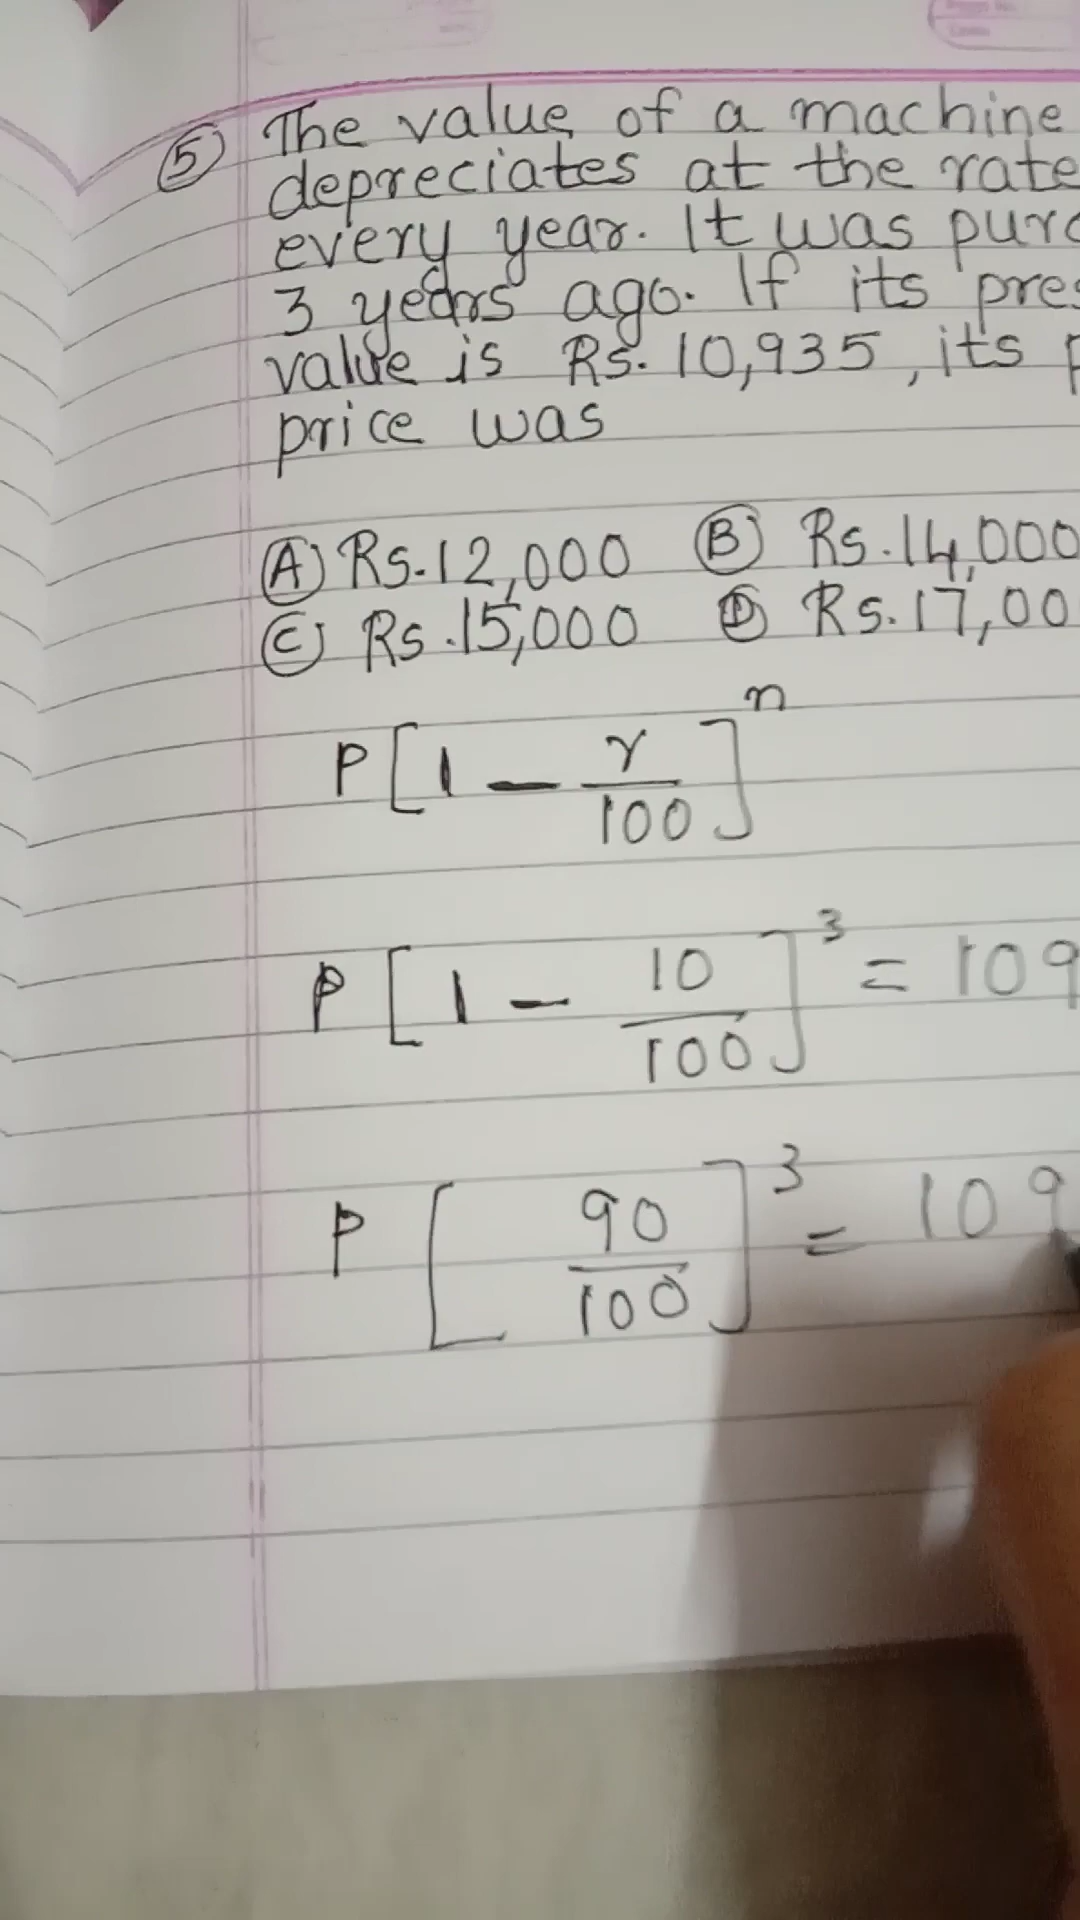 ⑤ The value of a machine
depreciates at the rate
every year. It was
3 years ago. If its
value is Rs. 10,935, its
price was
Ⓐ Rs.12,000 Ⓑ Rs.14,000
Ⓒ Rs.15,000 Ⓓ Rs.17,00
P[1 - r/100]^n
P[1 - 10/100]^3 = 109
P[90/100]^3 = 109